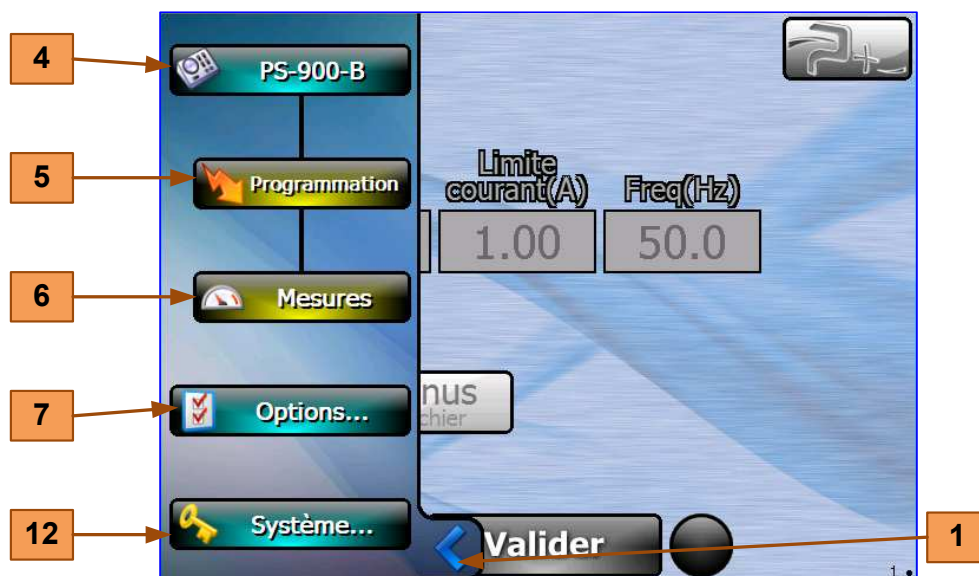 4
PS-900-B
5
Programmation
Limite
courant(A)
Freq(Hz)
1.00
50.0
6
Mesures
7
Options...
nus
chier
12
Système...
Valider
1
1